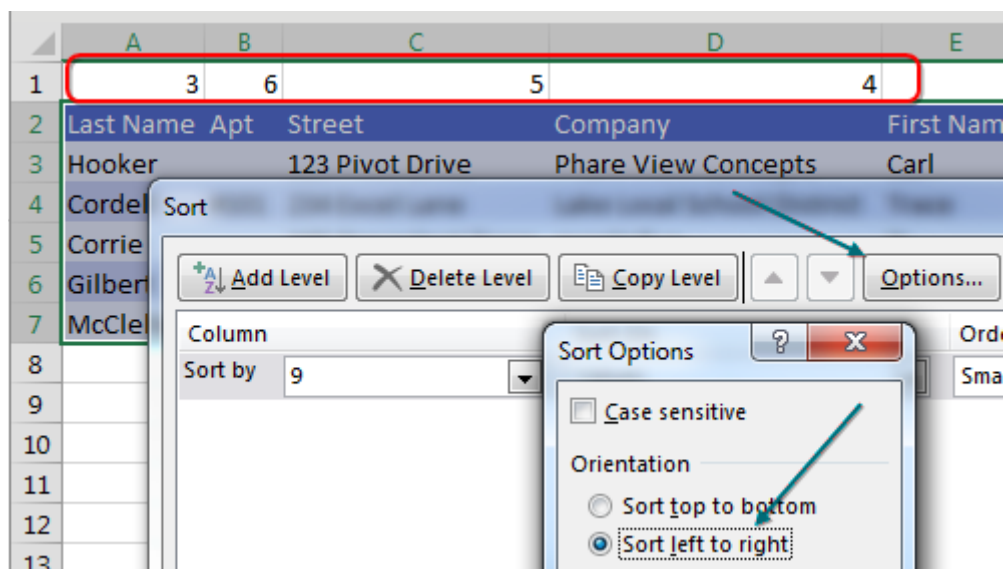 A B C D E
1 3 6 5 4
2 Last Name Apt Street Company First Nam
3 Hooker 123 Pivot Drive Phare View Concepts Carl
4 Cordel
5 Corrie
6 Gilbert
7 McClel
8
9
10
11
12
13
Sort
Add Level Delete Level Copy Level Options...
Column Orde
Sort by 9 Sma
Sort Options ? X
Case sensitive
Orientation
Sort top to bottom
Sort left to right